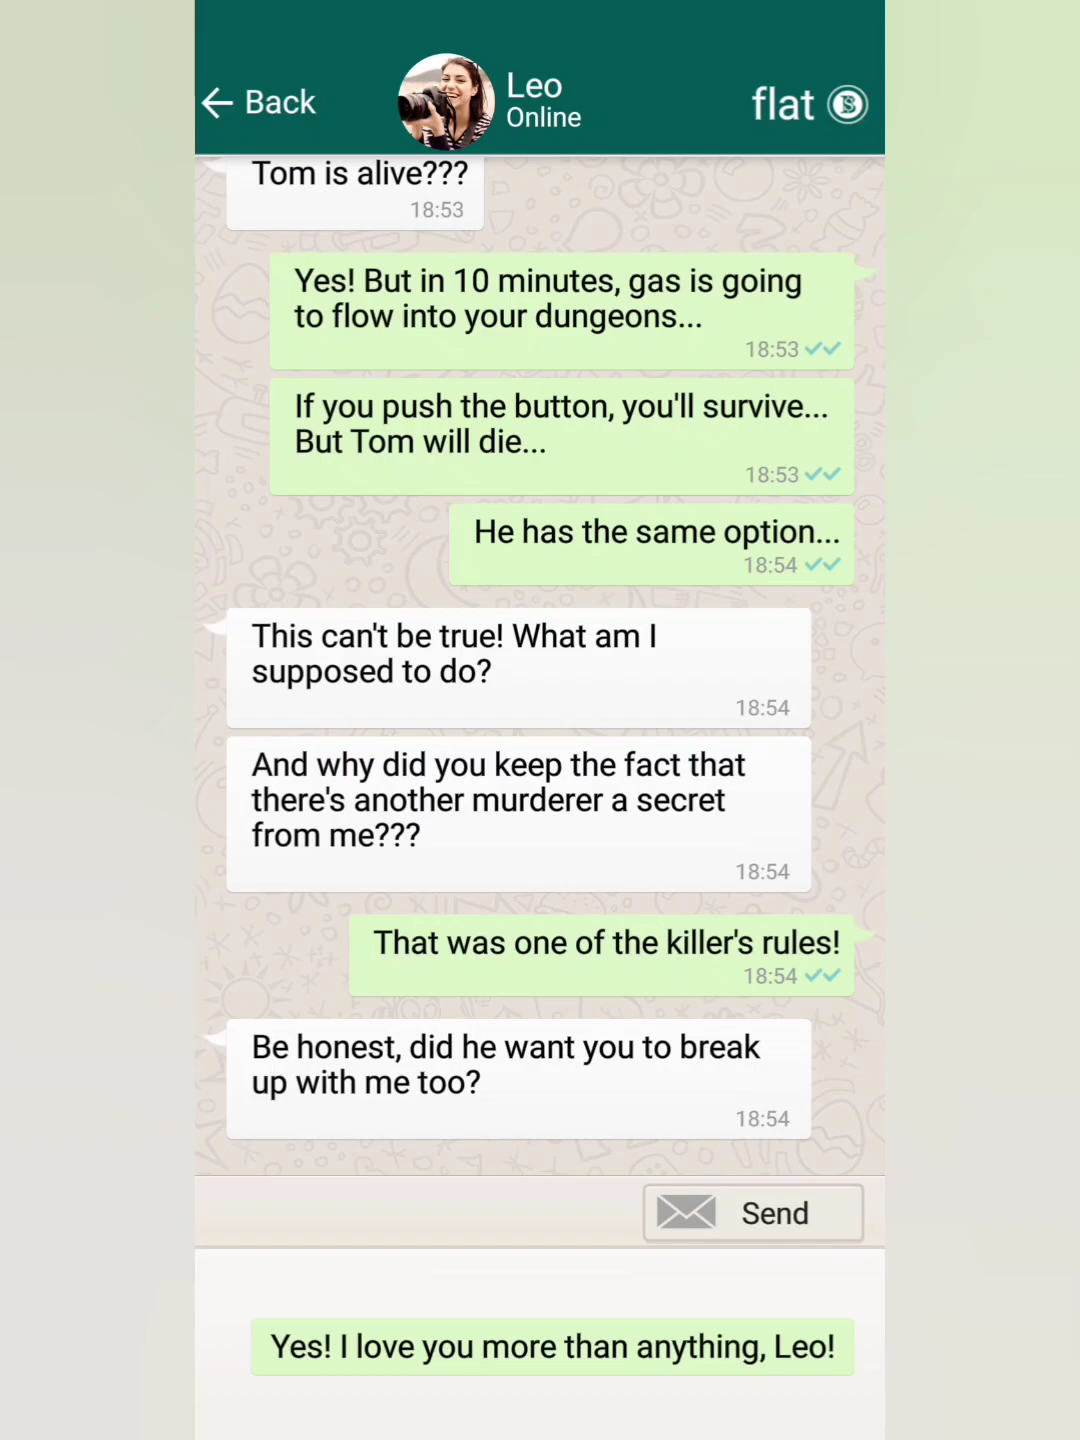 Back
Leo
Online
flat
Tom is alive???
18:53
Yes! But in 10 minutes, gas is going
to flow into your dungeons...
18:53
If you push the button, you'll survive...
But Tom will die...
18:53
He has the same option...
18:54
This can't be true! What am I
supposed to do?
18:54
And why did you keep the fact that
there's another murderer a secret
from me???
18:54
That was one of the killer's rules!
18:54
Be honest, did he want you to break
up with me too?
18:54
Send
Yes! I love you more than anything, Leo!